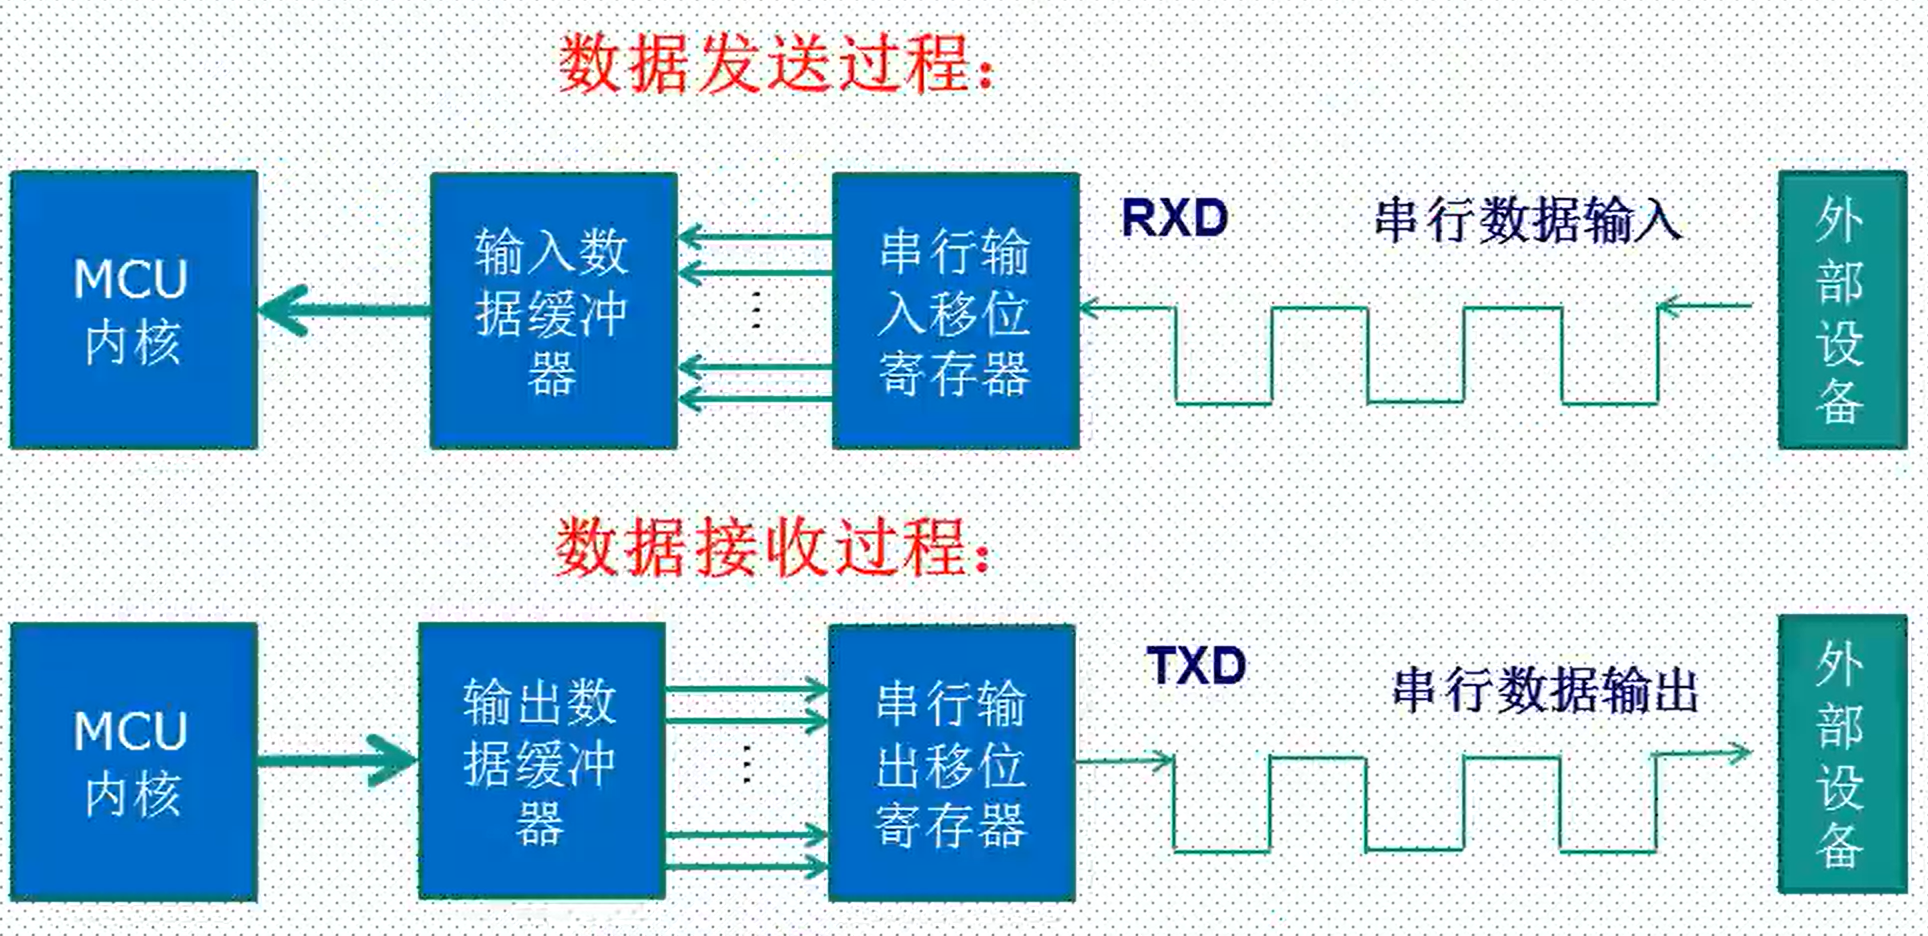 数据发送过程：
MCU
内核
输入数
据缓冲
器
串行输
入移位
寄存器
RXD
串行数据输入
外
部
设
备
数据接收过程：
MCU
内核
输出数
据缓冲
器
串行输
出移位
寄存器
TXD
串行数据输出
外
部
设
备